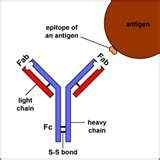 epitope of
an antigen
antigen
Fab
Fab
light
chain
Fc
heavy
chain
S-S bond